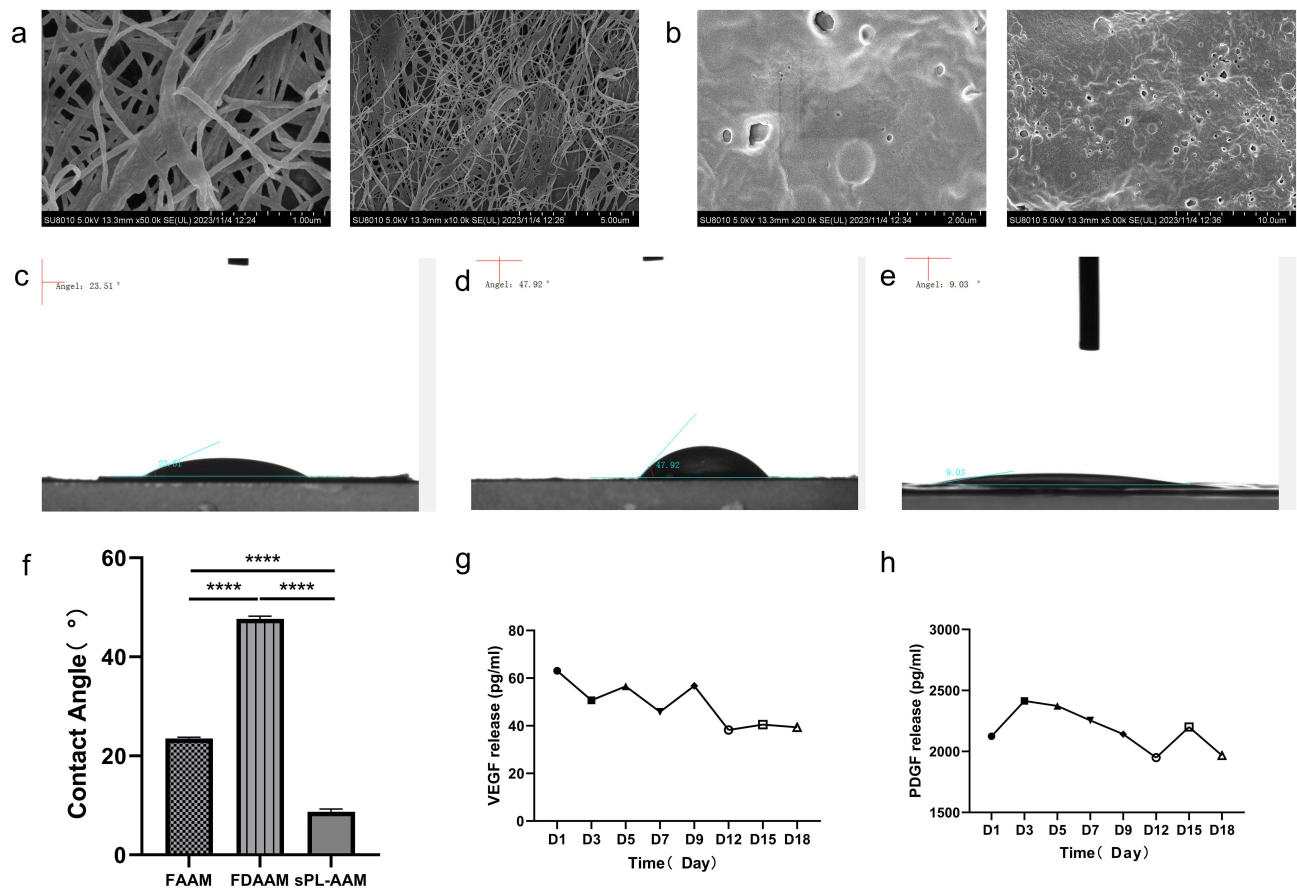 a
SU8010 5.0kV 13.3mm x50.0k SE(UL) 2023/11/4 12:24 1.00um
SU8010 5.0kV 13.3mm x10.0k SE(UL) 2023/11/4 12:26 5.00um
b
SU8010 5.0kV 13.3mm x20.0k SE(UL) 2023/11/4 12:34 2.00um
SU8010 5.0kV 13.3mm x5.00k SE(UL) 2023/11/4 12:36 10.0um
c
Angel: 23.51 °
23.51
d
Angel: 47.92 °
47.92
e
Angel: 9.03 °
9.03
f
Contact Angle( °)
60
40
20
0
****
**** ****
FAAM FDAAM sPL-AAM
g
VEGF release (pg/ml)
80
60
40
20
0
D1 D3 D5 D7 D9 D12 D15 D18
Time( Day)
h
PDGF release (pg/ml)
3000
2500
2000
1500
D1 D3 D5 D7 D9 D12 D15 D18
Time( Day)